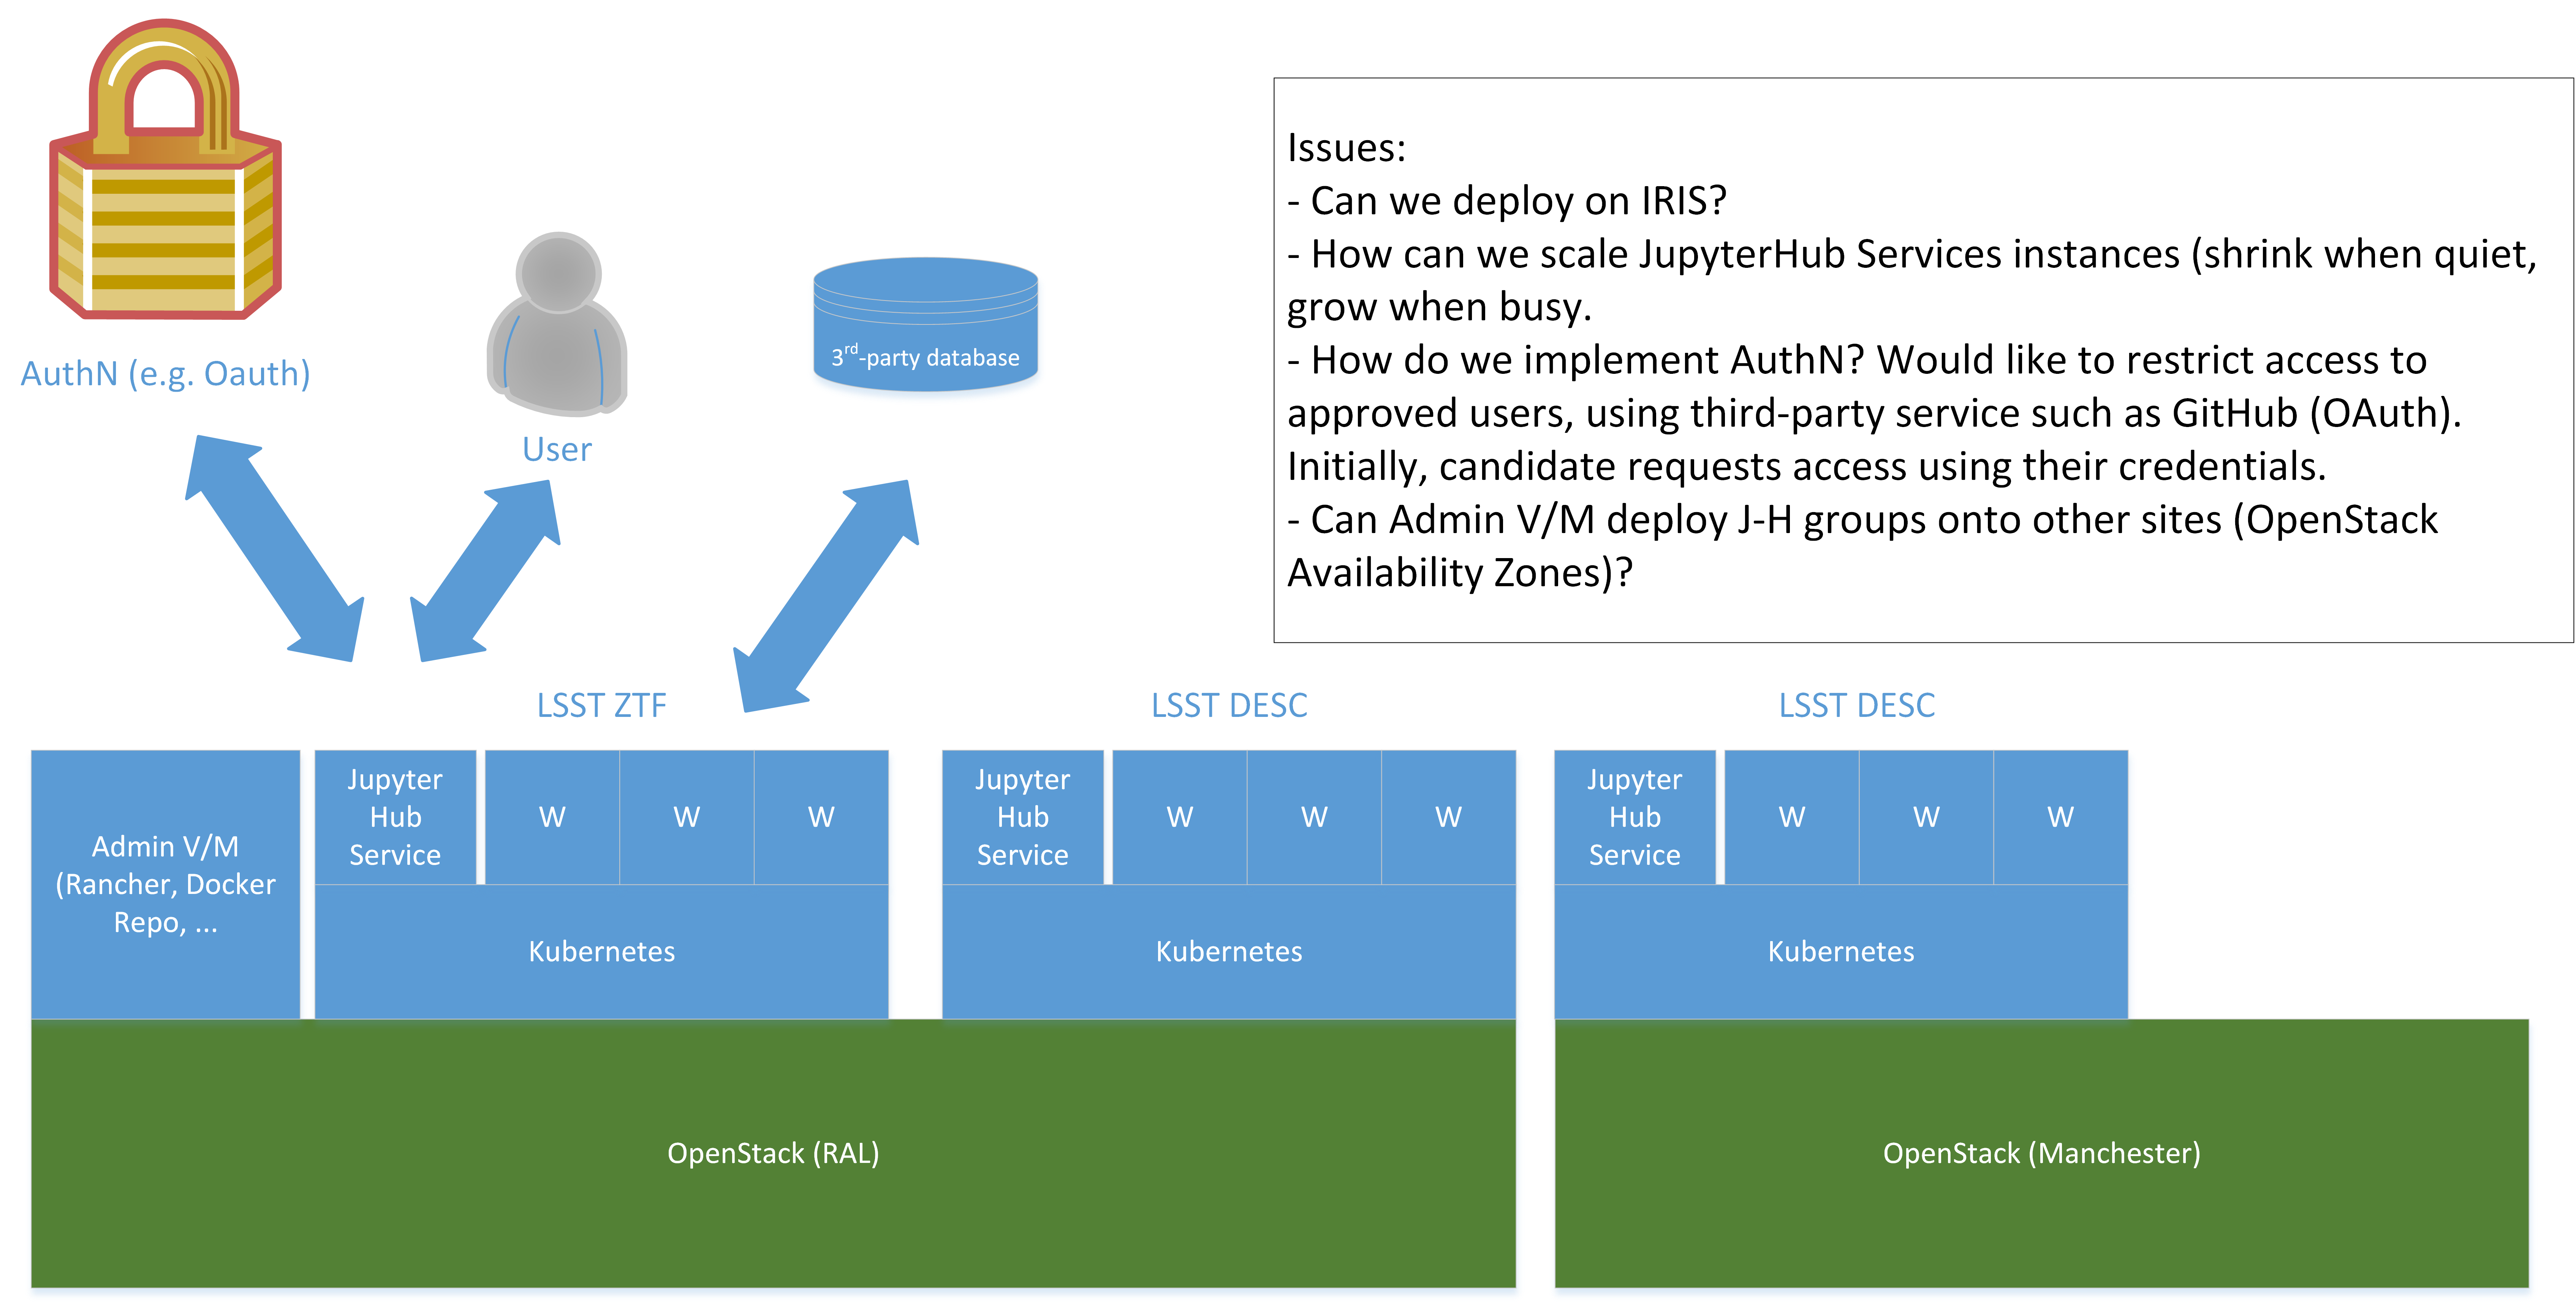 Issues:
- Can we deploy on IRIS?
- How can we scale JupyterHub Services instances (shrink when quiet,
grow when busy.
- How do we implement AuthN? Would like to restrict access to
approved users, using third-party service such as GitHub (OAuth).
Initially, candidate requests access using their credentials.
- Can Admin V/M deploy J-H groups onto other sites (OpenStack
Availability Zones)?
AuthN (e.g. Oauth)
User
3rd-party database
LSST ZTF
LSST DESC
LSST DESC
Admin V/M
(Rancher, Docker
Repo, ...
Jupyter
Hub
Service
W
W
W
Kubernetes
Jupyter
Hub
Service
W
W
W
Kubernetes
Jupyter
Hub
Service
W
W
W
Kubernetes
OpenStack (RAL)
OpenStack (Manchester)